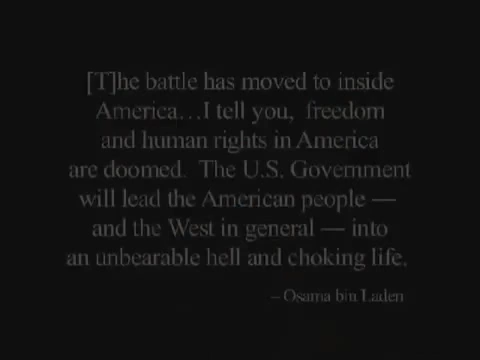 [T]he battle has moved to inside
America…I tell you,  freedom
and human rights in America
are doomed.  The U.S. Government
will lead the American people —
and the West in general — into
an unbearable hell and choking life.
– Osama bin Laden